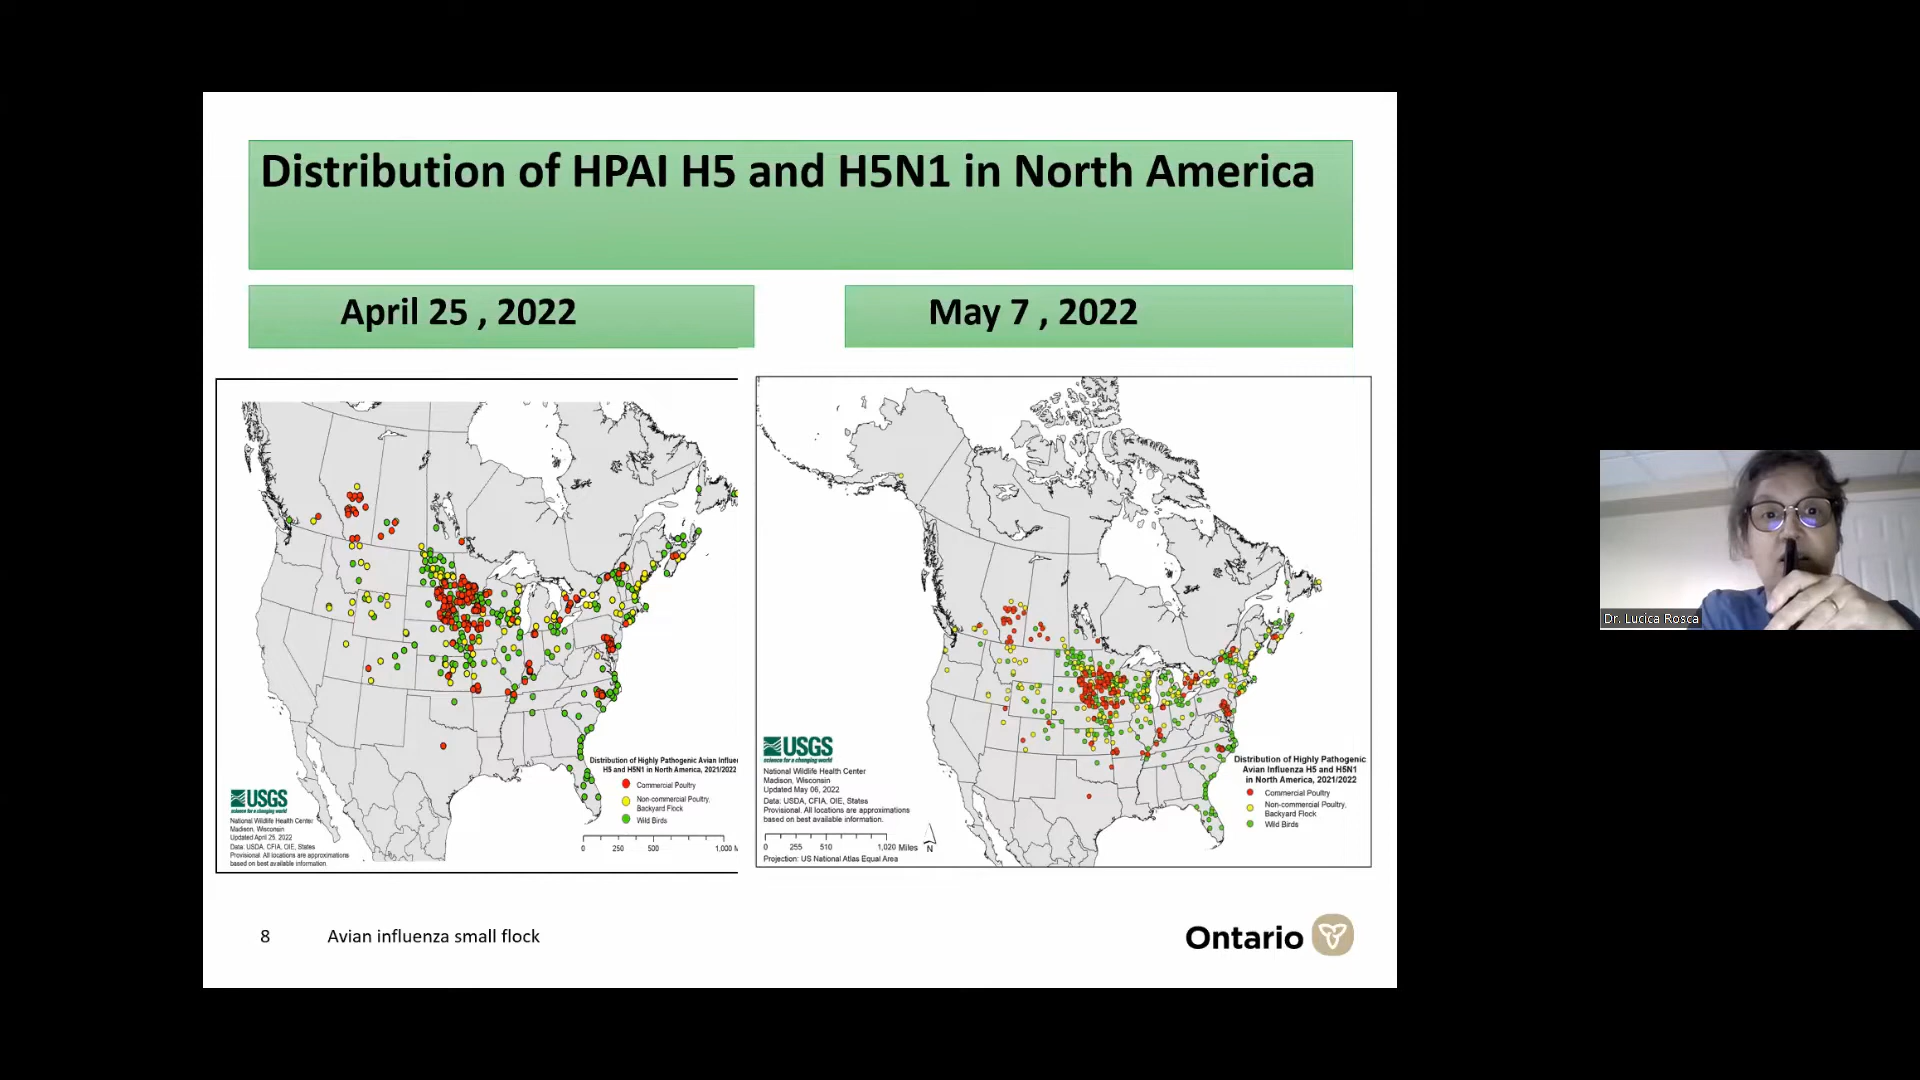 Distribution of HPAI H5 and H5N1 in North America
April 25 , 2022
May 7 , 2022
Distribution of Highly Pathogenic Avian Influe
H5 and H5N1 in North America, 2021/2022
Commercial Poultry
Non-commercial Poultry,
Backyard Flock
Wild Birds
0 250 500 1,000 M
USGS
science for a changing world
National Wildlife Health Center
Madison, Wisconsin
Updated April 25, 2022
Data: USDA, CFIA, OIE, States
Provisional. All locations are approximations
based on best available information.
USGS
science for a changing world
National Wildlife Health Center
Madison, Wisconsin
Updated May 06, 2022
Data: USDA, CFIA, OIE, States
Provisional. All locations are approximations
based on best available information.
0 255 510 1,020 Miles
N
Projection: US National Atlas Equal Area
Distribution of Highly Pathogenic
Avian Influenza H5 and H5N1
in North America, 2021/2022
Commercial Poultry
Non-commercial Poultry,
Backyard Flock
Wild Birds
8 Avian influenza small flock
Ontario
Dr. Lucica Rosca